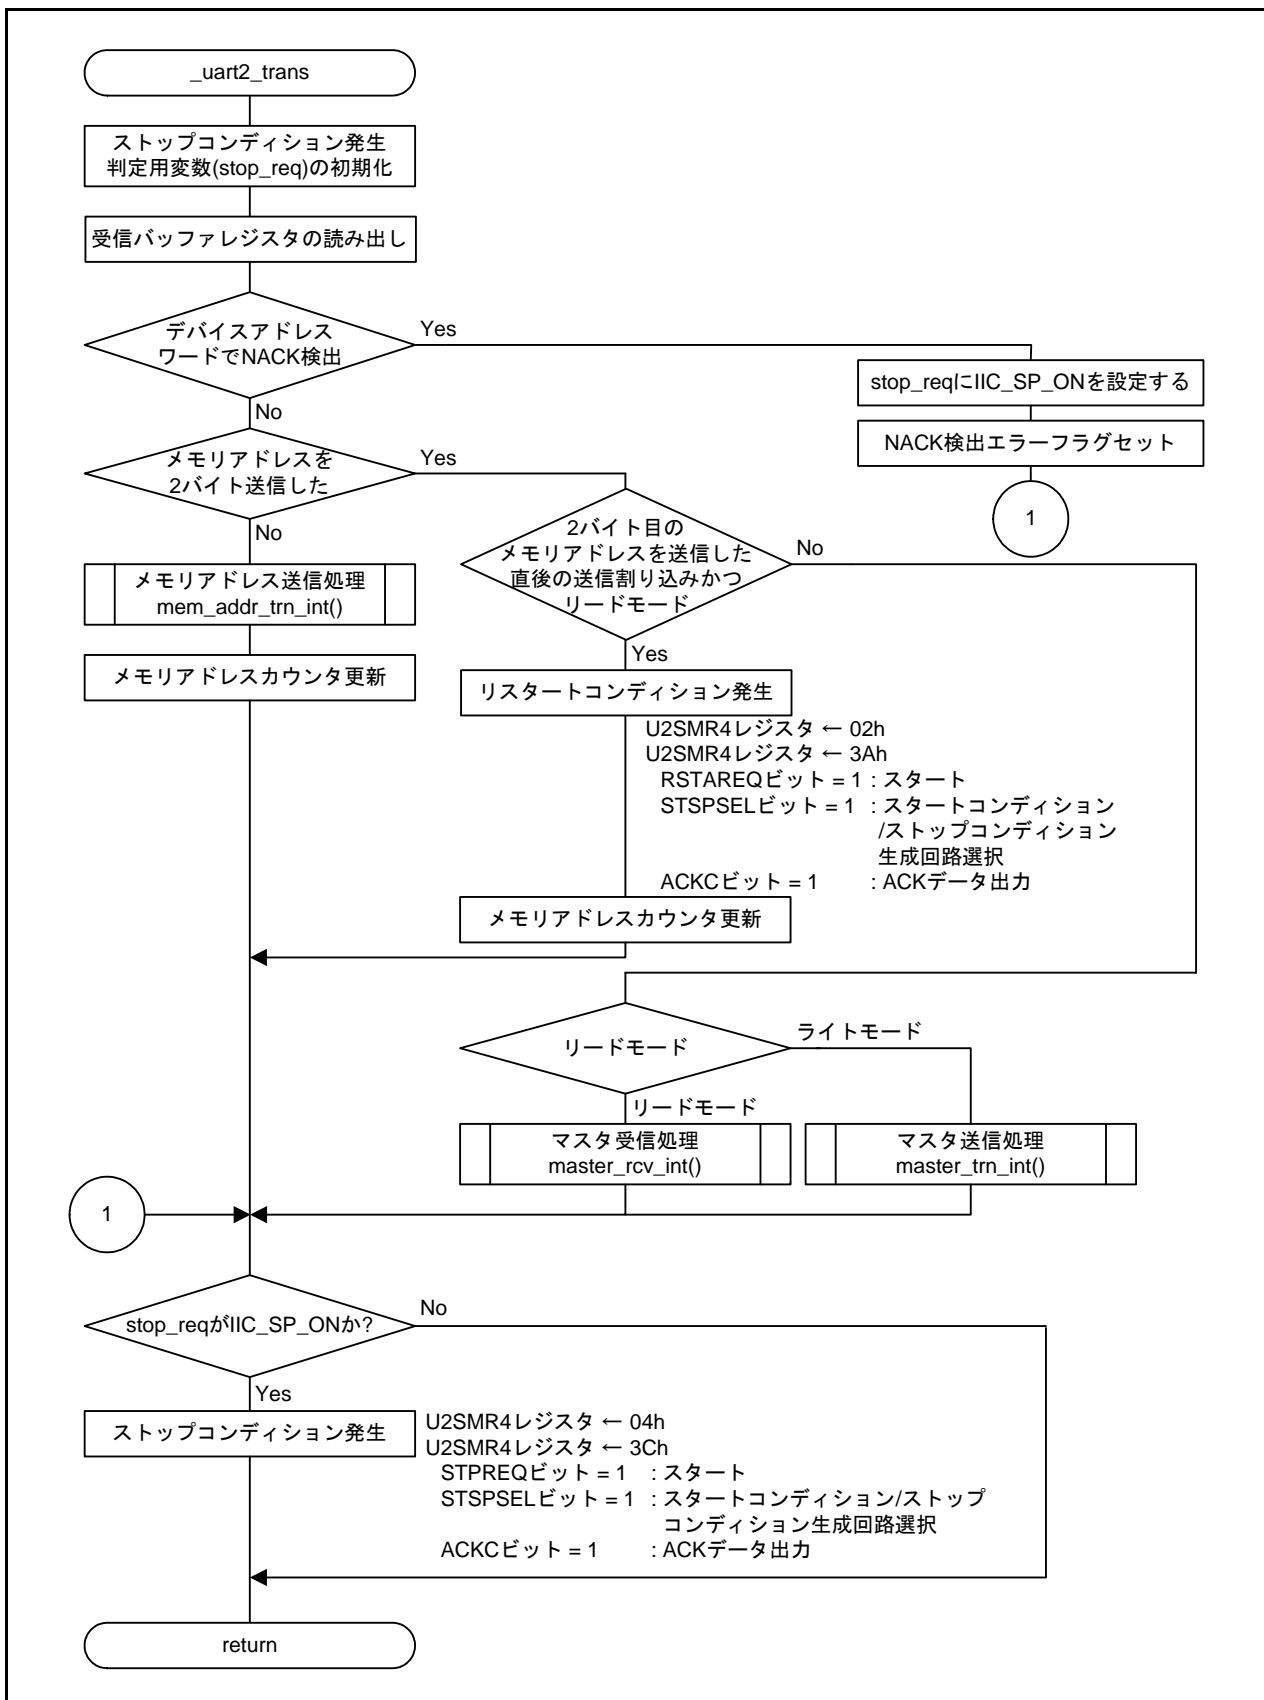 _uart2_trans
ストップコンディション発生
判定用変数(stop_req)の初期化
受信バッファレジスタの読み出し
デバイスアドレス
ワードでNACK検出
Yes
No
stop_reqにIIC_SP_ONを設定する
NACK検出エラーフラグセット
1
メモリアドレスを
2バイト送信した
Yes
No
2バイト目の
メモリアドレスを送信した
直後の送信割り込みかつ
リードモード
No
Yes
メモリアドレス送信処理
mem_addr_trn_int()
メモリアドレスカウンタ更新
リスタートコンディション発生
U2SMR4レジスタ ← 02h
U2SMR4レジスタ ← 3Ah
RSTAREQビット = 1 : スタート
STSPSELビット = 1 : スタートコンディション
/ストップコンディション
生成回路選択
ACKCビット = 1 : ACKデータ出力
メモリアドレスカウンタ更新
リードモード
ライトモード
リードモード
マスタ受信処理
master_rcv_int()
マスタ送信処理
master_trn_int()
1
stop_reqがIIC_SP_ONか?
No
Yes
ストップコンディション発生
U2SMR4レジスタ ← 04h
U2SMR4レジスタ ← 3Ch
STPREQビット = 1 : スタート
STSPSELビット = 1 : スタートコンディション/ストップ
コンディション生成回路選択
ACKCビット = 1 : ACKデータ出力
return